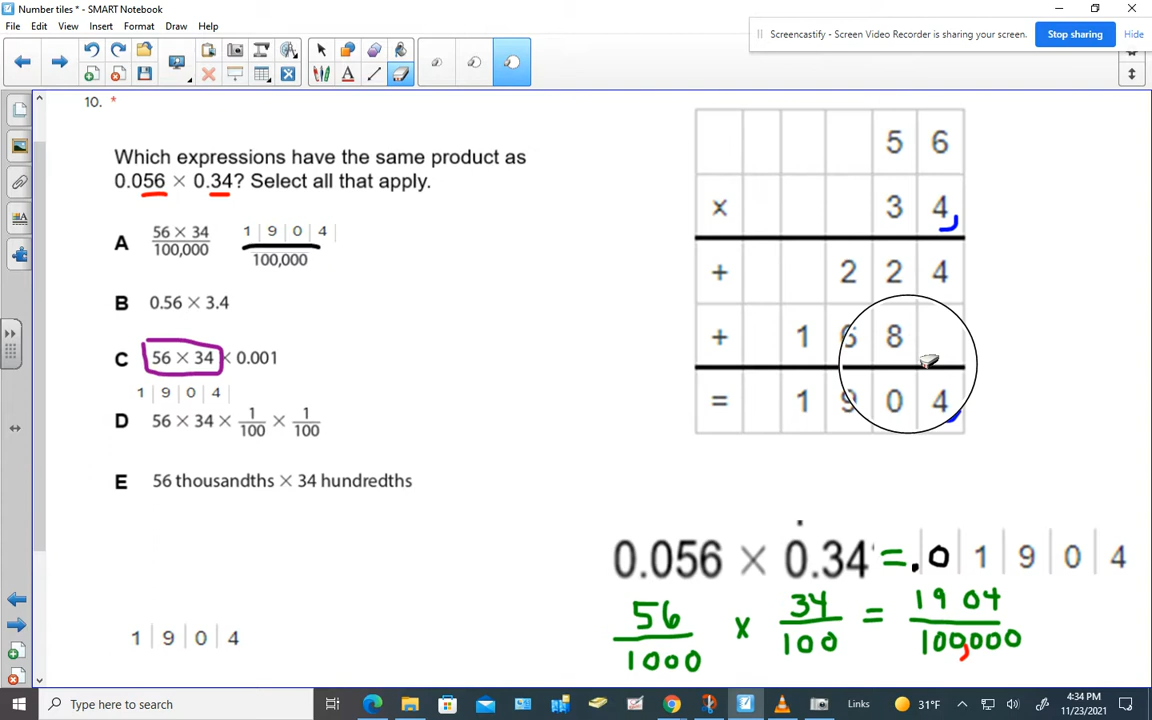 Number tiles * - SMART Notebook
File Edit View Insert Format Tools Add-ons Draw Help
Screencastify - Screen Video Recorder is sharing your screen. Stop sharing Hide
10. *
Which expressions have the same product as
0.056 × 0.34? Select all that apply.
A 56 × 34 / 100,000 1 9 0 4 / 100,000
B 0.56 × 3.4
C 56 × 34 × 0.001
1 9 0 4
D 56 × 34 × 1/100 × 1/100
E 56 thousandths × 34 hundredths
1 9 0 4
5 6
× 3 4
+ 2 2 4
+ 1 6 8
= 1 9 0 4
0.056 × 0.34 = .0 1 9 0 4
56/1000 × 34/100 = 1904/100,000
Type here to search
Links 31°F 4:34 PM
11/23/2021